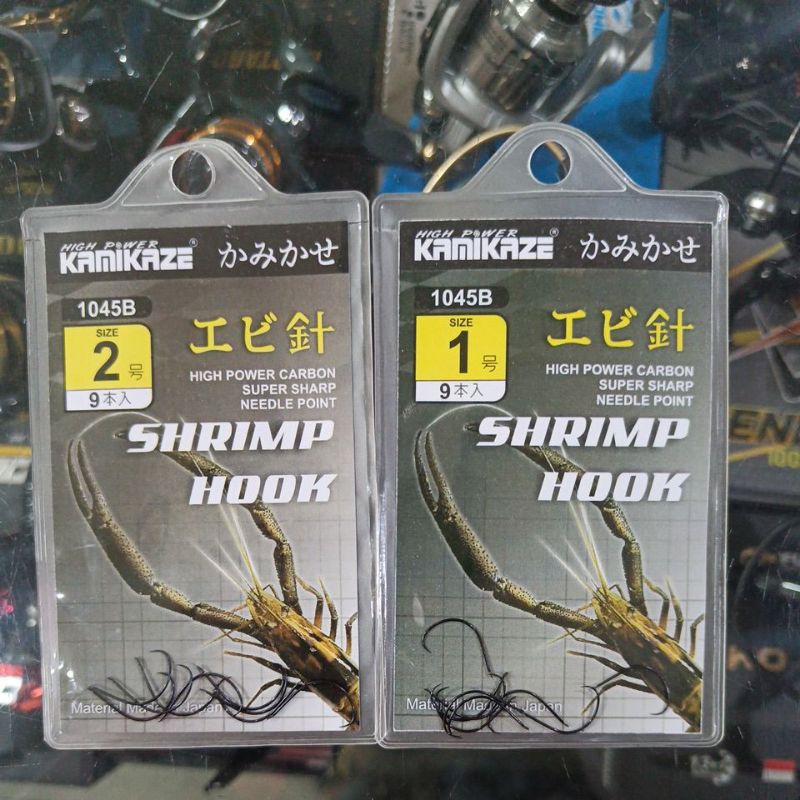 HIGH POWER
KAMIKAZE® かみかせ
1045B
SIZE
2号
9本入
エビ針
HIGH POWER CARBON
SUPER SHARP
NEEDLE POINT
SHRIMP
HOOK
Material Made in Japan
HIGH POWER
KAMIKAZE® かみかせ
1045B
SIZE
1号
9本入
エビ針
HIGH POWER CARBON
SUPER SHARP
NEEDLE POINT
SHRIMP
HOOK
Material Made in Japan